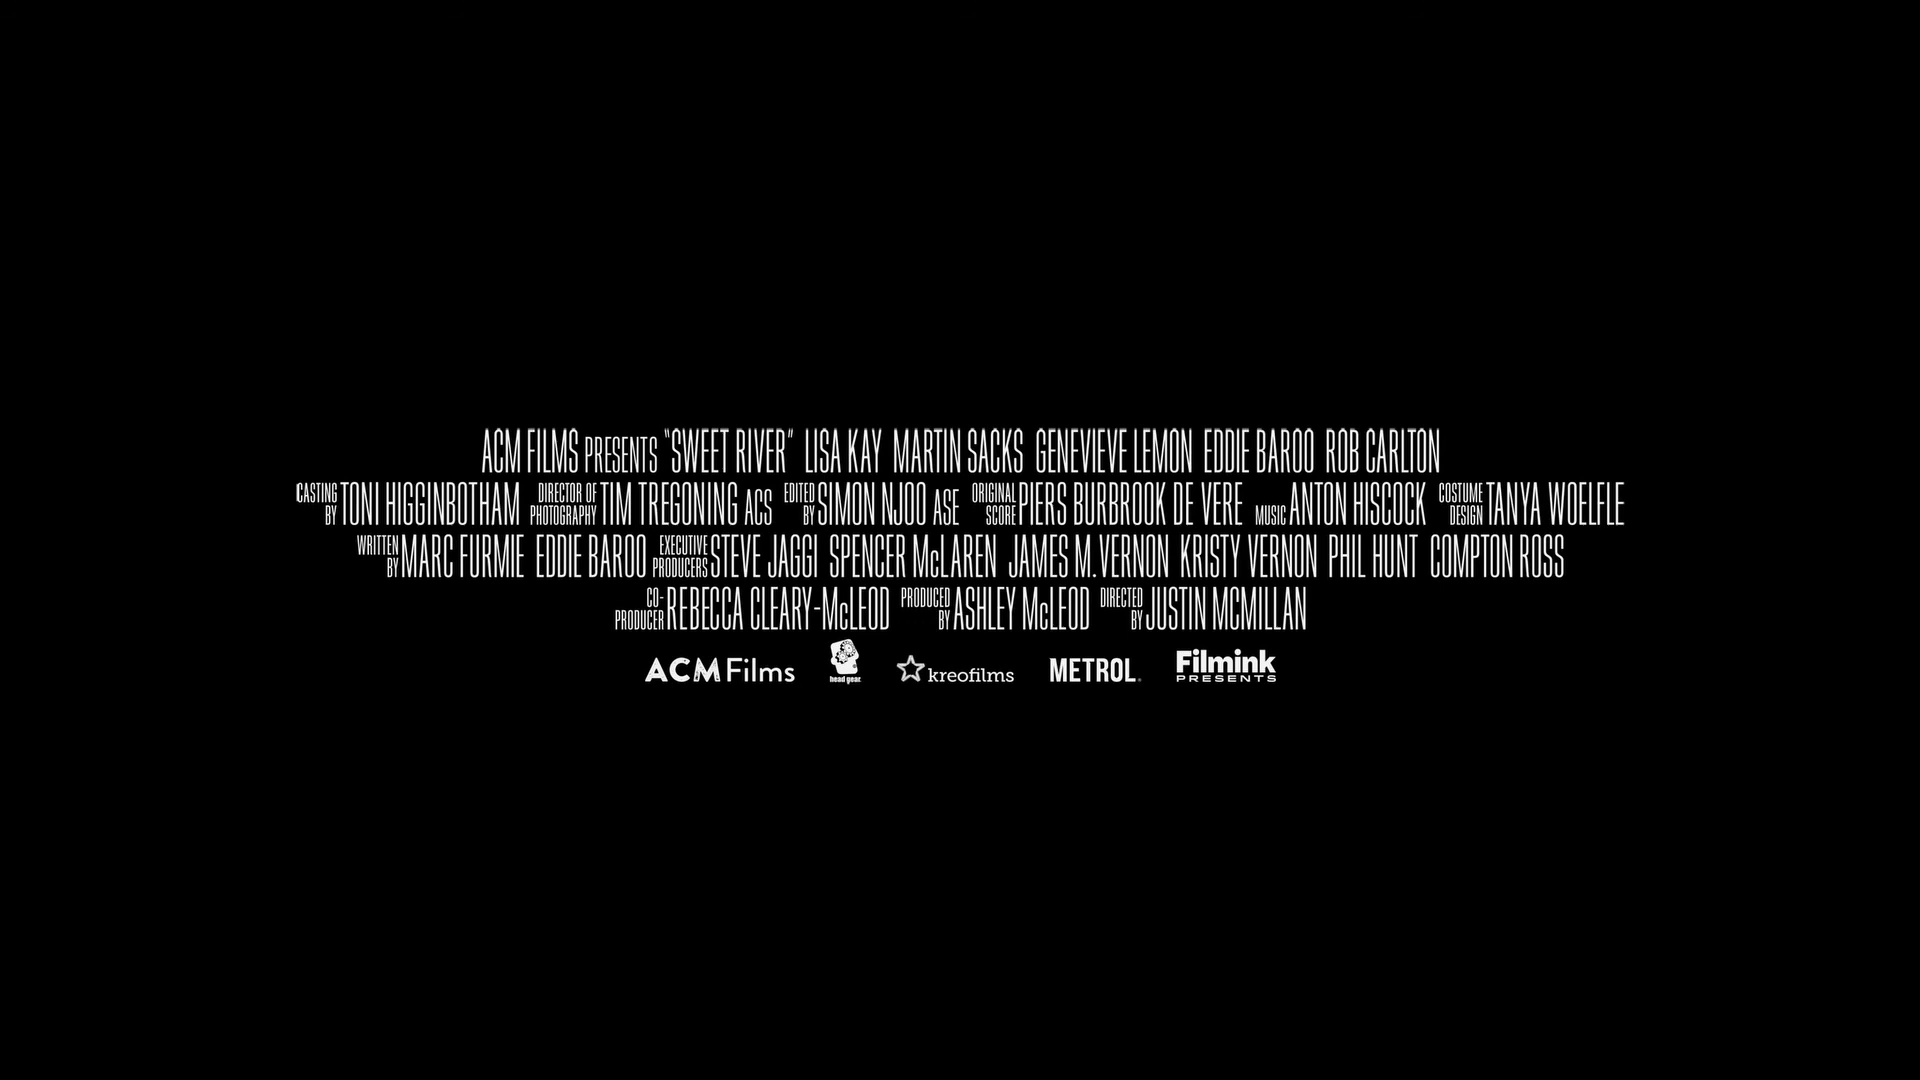 ACM FILMS PRESENTS "SWEET RIVER" LISA KAY MARTIN SACKS GENEVIEVE LEMON EDDIE BAROO ROB CARLTON
CASTING BY TONI HIGGINBOTHAM DIRECTOR OF PHOTOGRAPHY TIM TREGONING ACS EDITED BY SIMON NJOO ASE ORIGINAL SCORE PIERS BURBROOK DE VERE MUSIC ANTON HISCOCK COSTUME DESIGN TANYA WOELFLE
WRITTEN BY MARC FURMIE EDDIE BAROO EXECUTIVE PRODUCERS STEVE JAGGI SPENCER McLAREN JAMES M. VERNON KRISTY VERNON PHIL HUNT COMPTON ROSS
CO-PRODUCER REBECCA CLEARY-McLEOD PRODUCED BY ASHLEY McLEOD DIRECTED BY JUSTIN MCMILLAN
ACM Films head gear kreofilms METROL Filmink PRESENTS